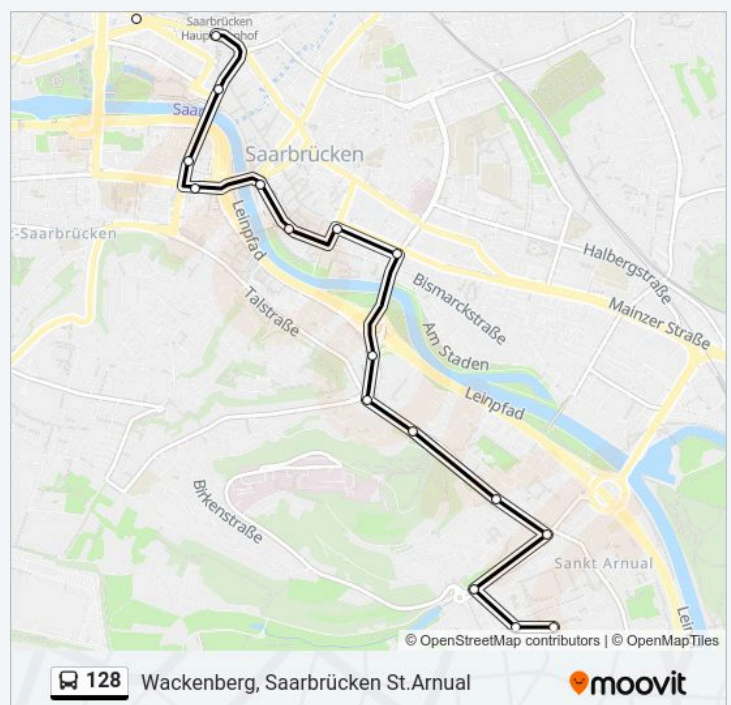 Saarbrücken
Hauptbahnhof
Saar
Saarbrücken
t-Saarbrücken
Leinpfad
Halbergstraße
Talstraße
Bismarckstraße
Mainzer Straße
Am Staden
Leinpfad
Birkenstraße
Sankt Arnual
Lein
© OpenStreetMap contributors | © OpenMapTiles
128 Wackenberg, Saarbrücken St.Arnual
moovit